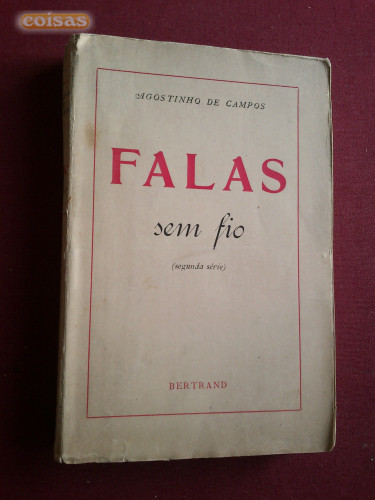 coisas
AGOSTINHO DE CAMPOS
FALAS
sem fio
(segunda série)
BERTRAND